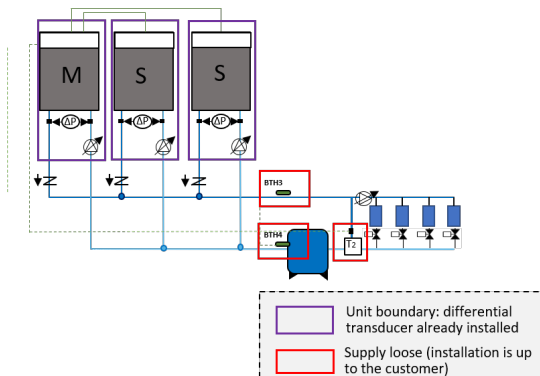 M
S
S
ΔP
ΔP
ΔP
BTH3
BTH4
T2
Unit boundary: differential
transducer already installed
Supply loose (installation is up
to the customer)